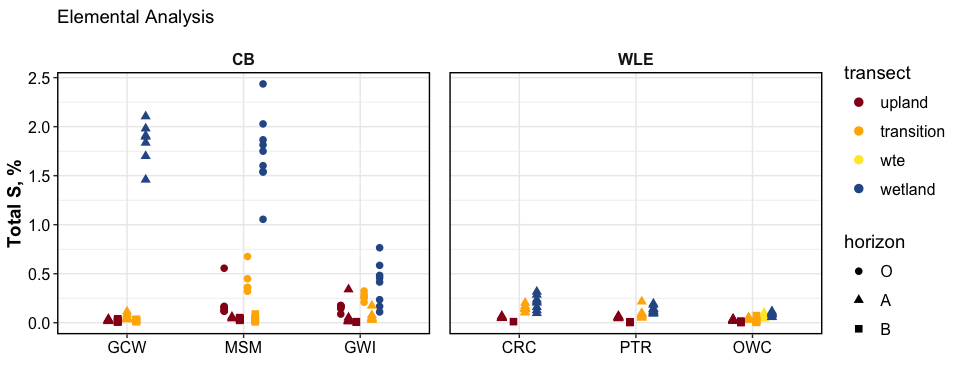 Elemental Analysis
CB
WLE
Total S, %
2.5
2.0
1.5
1.0
0.5
0.0
GCW
MSM
GWI
CRC
PTR
OWC
transect
upland
transition
wte
wetland
horizon
O
A
B